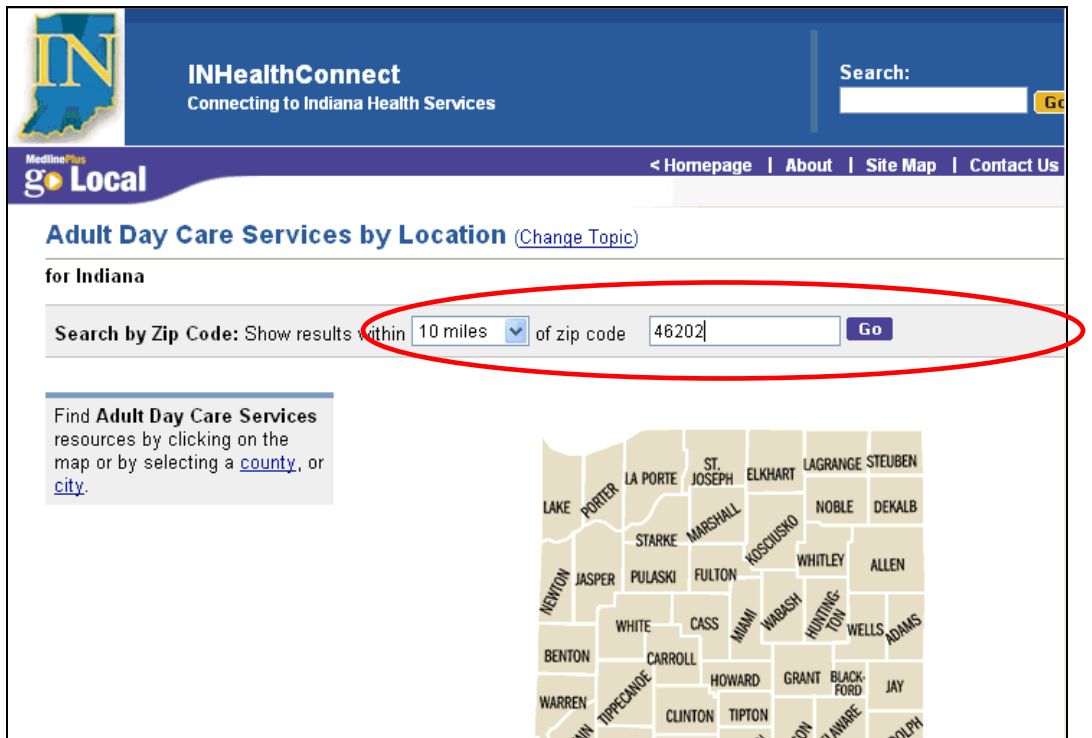 IN
INHealthConnect
Connecting to Indiana Health Services
Search:
MedlinePlus
go Local
< Homepage | About | Site Map | Contact Us
Adult Day Care Services by Location (Change Topic)
for Indiana
Search by Zip Code: Show results within 10 miles of zip code 46202 Go
Find Adult Day Care Services
resources by clicking on the
map or by selecting a county, or
city.
LAKE PORTER LA PORTE ST. JOSEPH ELKHART LAGRANGE STEUBEN
STARKE MARSHALL KOSCIUSKO NOBLE DEKALB
NEWTON JASPER PULASKI FULTON WHITLEY ALLEN
WHITE CASS MIAMI WABASH HUNTING-
TON WELLS ADAMS
BENTON CARROLL
WARREN TIPPECANOE HOWARD GRANT BLACK-
FORD JAY
CLINTON TIPTON